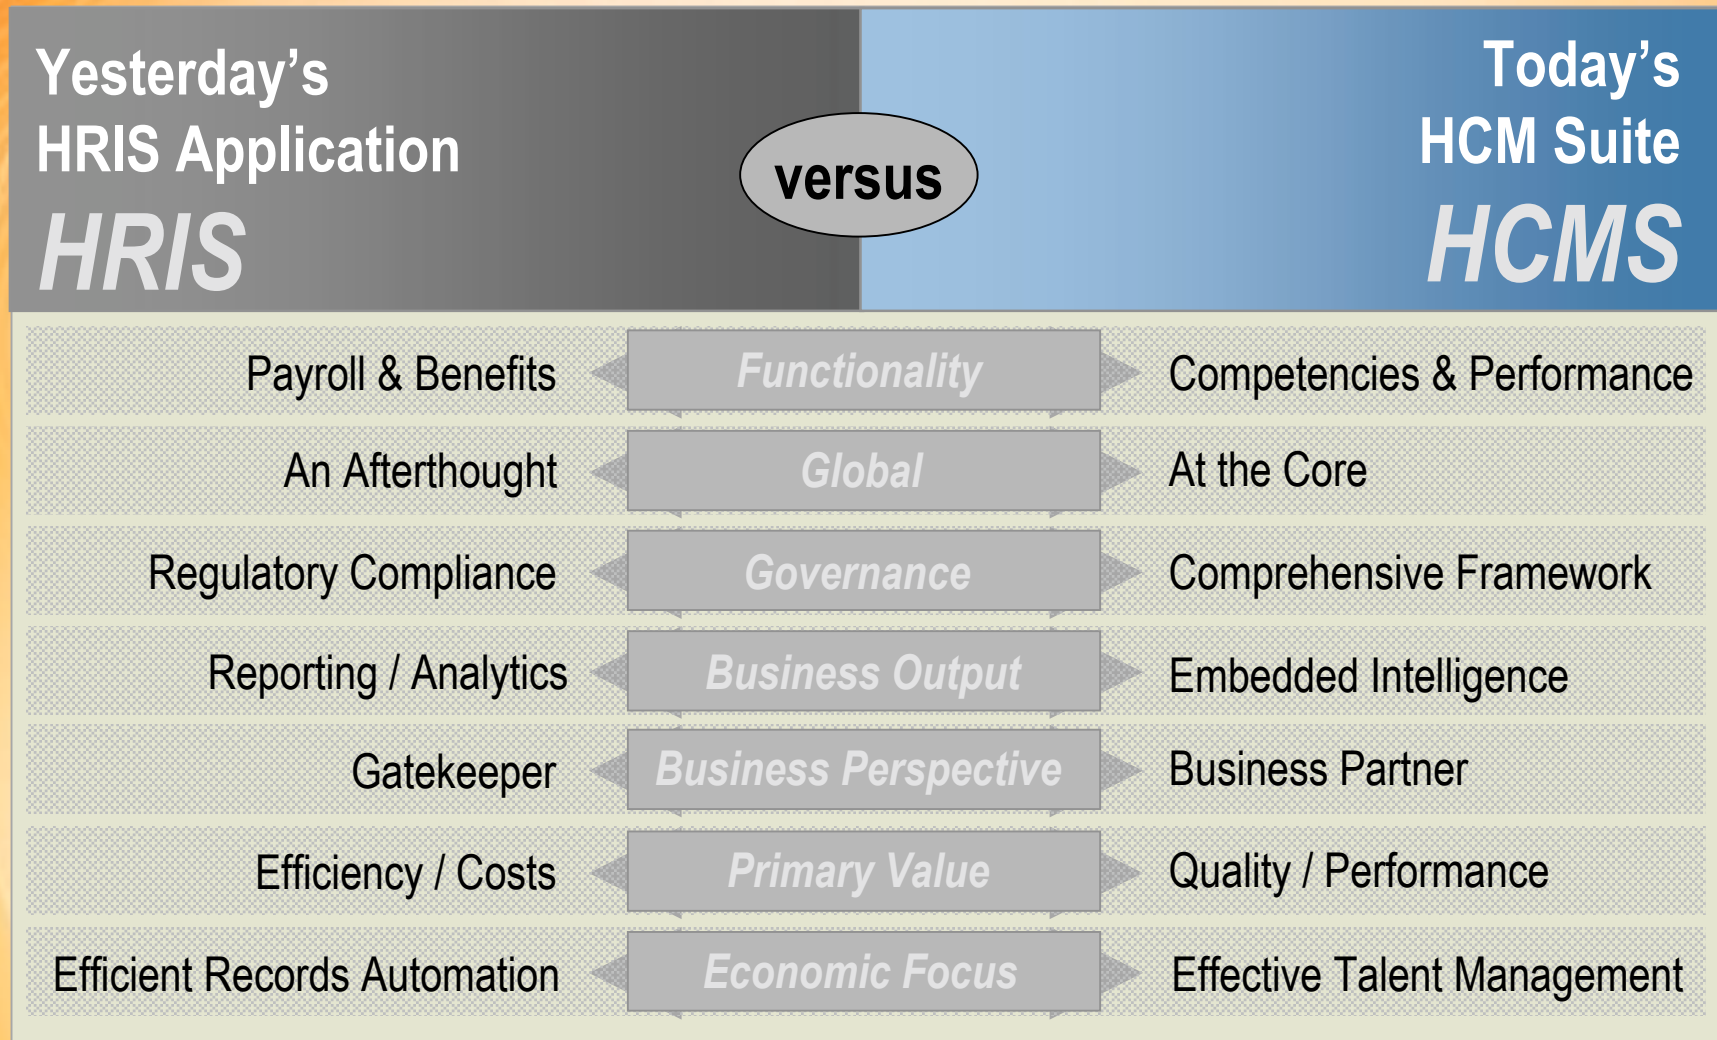 Yesterday's
HRIS Application
HRIS
versus
Today's
HCM Suite
HCMS
Payroll & Benefits
Functionality
Competencies & Performance
An Afterthought
Global
At the Core
Regulatory Compliance
Governance
Comprehensive Framework
Reporting / Analytics
Business Output
Embedded Intelligence
Gatekeeper
Business Perspective
Business Partner
Efficiency / Costs
Primary Value
Quality / Performance
Efficient Records Automation
Economic Focus
Effective Talent Management